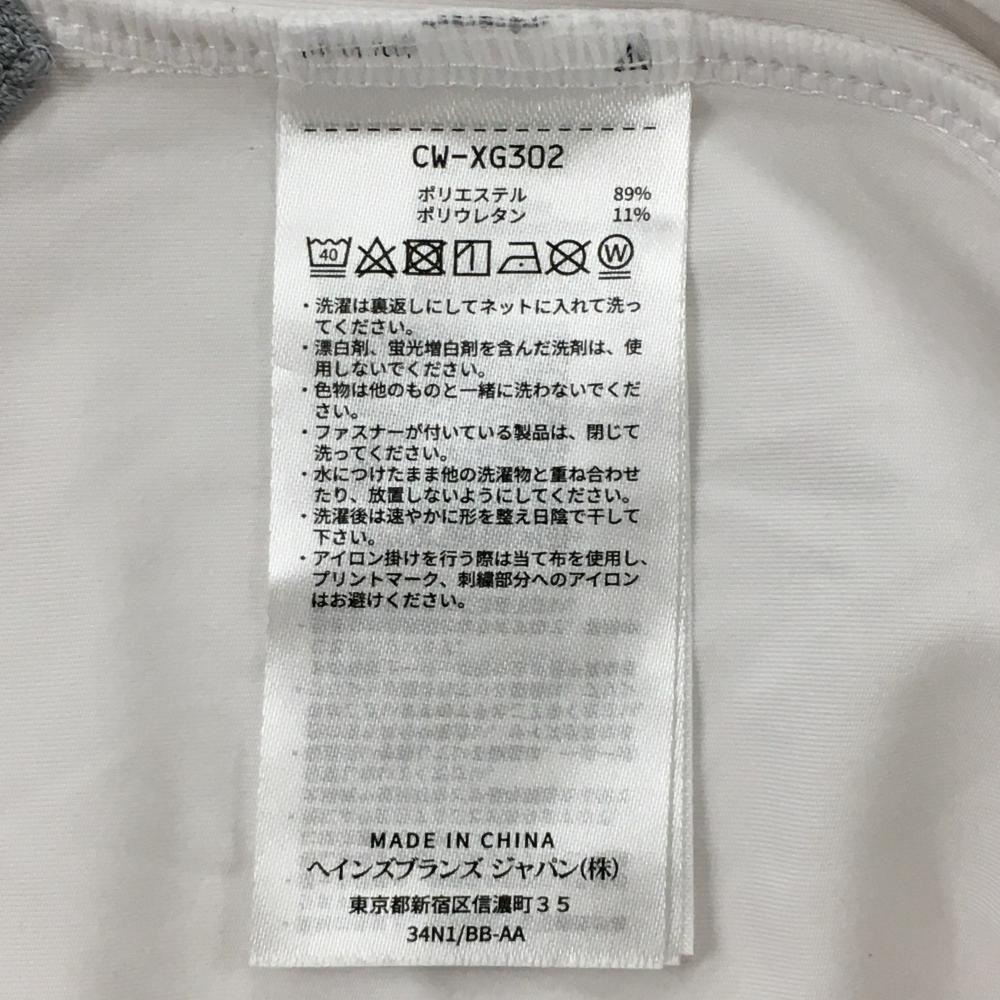 CW-XG302
ポリエステル 89%
ポリウレタン 11%
40 W
・洗濯は裏返しにしてネットに入れて洗っ
てください。
・漂白剤、蛍光増白剤を含んだ洗剤は、使
用しないでください。
・色物は他のものと一緒に洗わないでくだ
さい。
・ファスナーが付いている製品は、閉じて
洗ってください。
・水につけたまま他の洗濯物と重ね合わせ
たり、放置しないようにしてください。
・洗濯後は速やかに形を整え日陰で干して
下さい。
・アイロン掛けを行う際は当て布を使用し、
プリントマーク、刺繍部分へのアイロン
はお避けください。
MADE IN CHINA
ヘインズブランズ ジャパン(株)
東京都新宿区信濃町35
34N1/BB-AA